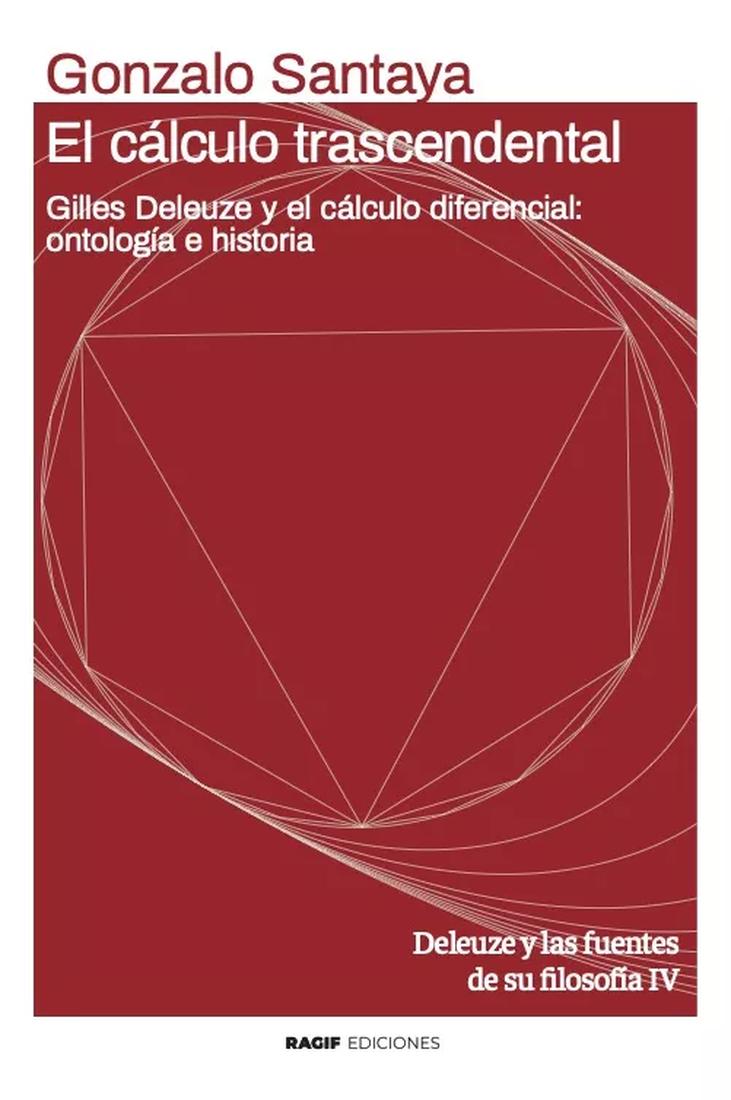 Gonzalo Santaya
El cálculo trascendental
Gilles Deleuze y el cálculo diferencial:
ontología e historia
Deleuze y las fuentes
de su filosofía IV
RAGIF EDICIONES